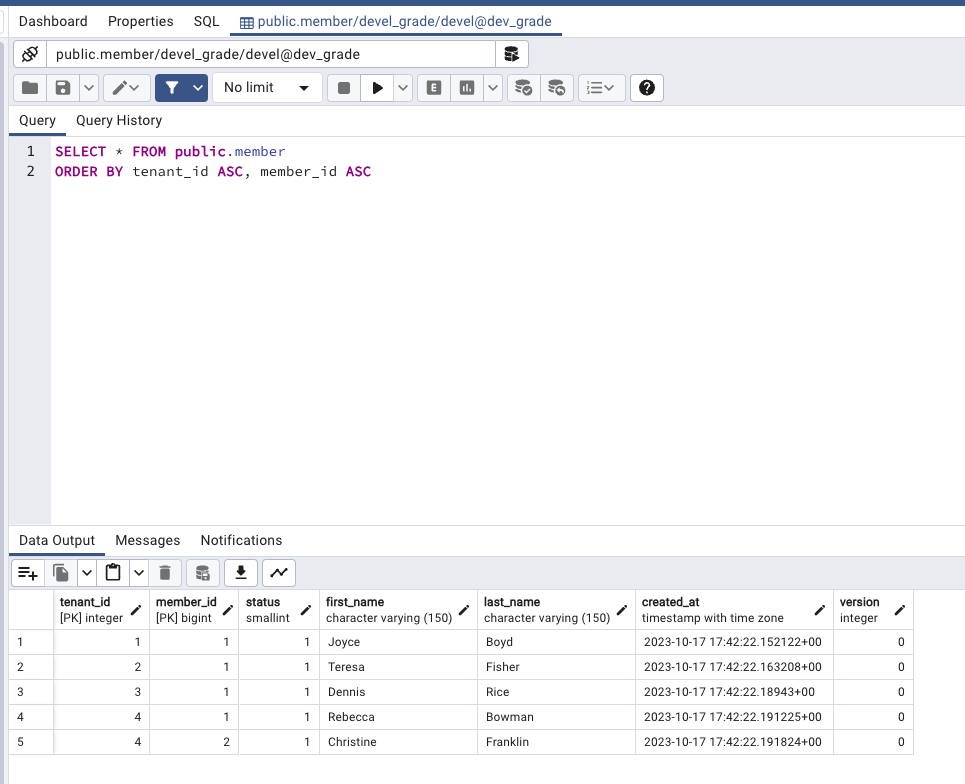 Dashboard Properties SQL public.member/devel_grade/devel@dev_grade
public.member/devel_grade/devel@dev_grade
No limit E
Query Query History
1 SELECT * FROM public.member
2 ORDER BY tenant_id ASC, member_id ASC
Data Output Messages Notifications
tenant_id member_id status first_name last_name created_at version
[PK] integer [PK] bigint smallint character varying (150) character varying (150) timestamp with time zone integer
1 1 1 1 Joyce Boyd 2023-10-17 17:42:22.152122+00 0
2 2 1 1 Teresa Fisher 2023-10-17 17:42:22.163208+00 0
3 3 1 1 Dennis Rice 2023-10-17 17:42:22.18943+00 0
4 4 1 1 Rebecca Bowman 2023-10-17 17:42:22.191225+00 0
5 4 2 1 Christine Franklin 2023-10-17 17:42:22.191824+00 0